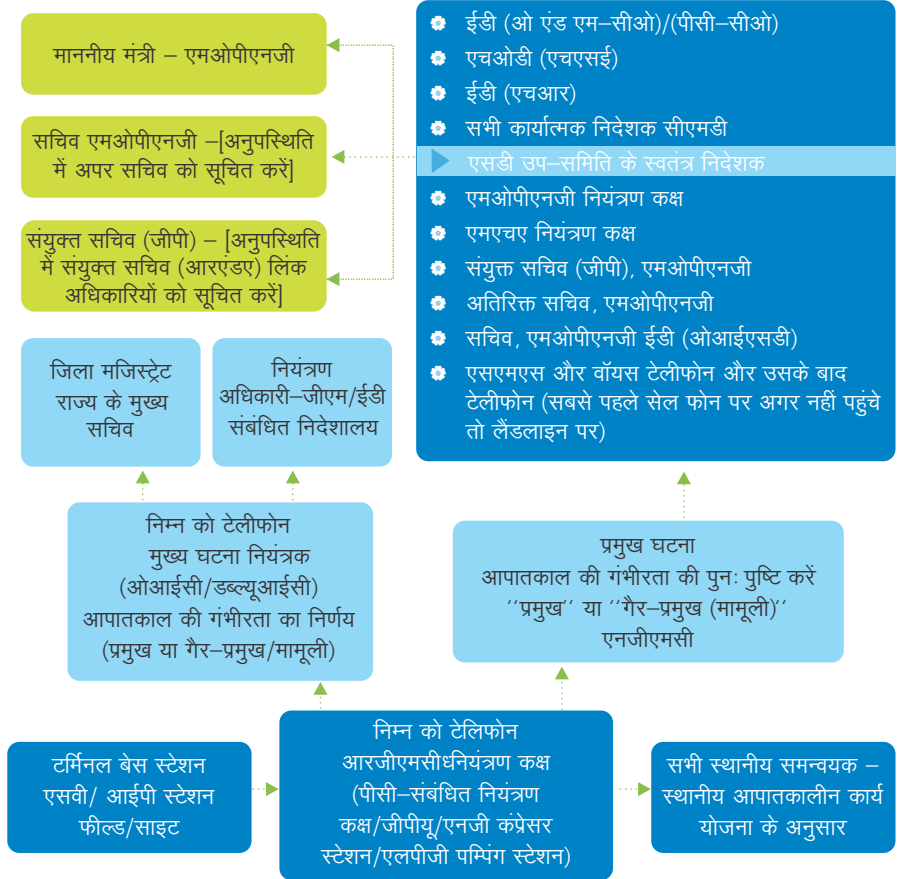 माननीय मंत्री – एमओपीएनजी
सचिव एमओपीएनजी –[अनुपस्थिति
में अपर सचिव को सूचित करें]
संयुक्त सचिव (जीपी) – [अनुपस्थिति
में संयुक्त सचिव (आरएंडए) लिंक
अधिकारियों को सूचित करें]
ईडी (ओ एंड एम–सीओ)/(पीसी–सीओ)
एचओडी (एचएसई)
ईडी (एचआर)
सभी कार्यात्मक निदेशक सीएमडी
एसडी उप–समिति के स्वतंत्र निदेशक
एमओपीएनजी नियंत्रण कक्ष
एमएचए नियंत्रण कक्ष
संयुक्त सचिव (जीपी), एमओपीएनजी
अतिरिक्त सचिव, एमओपीएनजी
सचिव, एमओपीएनजी ईडी (ओआईएसडी)
एसएमएस और वॉयस टेलीफोन और उसके बाद
टेलीफोन (सबसे पहले सेल फोन पर अगर नहीं पहुंचे
तो लैंडलाइन पर)
जिला मजिस्ट्रेट
राज्य के मुख्य
सचिव
नियंत्रण
अधिकारी–जीएम/ईडी
संबंधित निदेशालय
निम्न को टेलीफोन
मुख्य घटना नियंत्रक
(ओआईसी/डब्ल्यूआईसी)
आपातकाल की गंभीरता का निर्णय
(प्रमुख या गैर–प्रमुख/मामूली)
प्रमुख घटना
आपातकाल की गंभीरता की पुनः पुष्टि करें
‘‘प्रमुख‘‘ या ‘‘गैर–प्रमुख (मामूली)‘‘
एनजीएमसी
टर्मिनल बेस स्टेशन
एसवी/ आईपी स्टेशन
फील्ड/साइट
निम्न को टेलिफोन
आरजीएमसीधनियंत्रण कक्ष
(पीसी–संबंधित नियंत्रण
कक्ष/जीपीयू/एनजी कंप्रेसर
स्टेशन/एलपीजी पम्पिंग स्टेशन)
सभी स्थानीय समन्वयक –
स्थानीय आपातकालीन कार्य
योजना के अनुसार